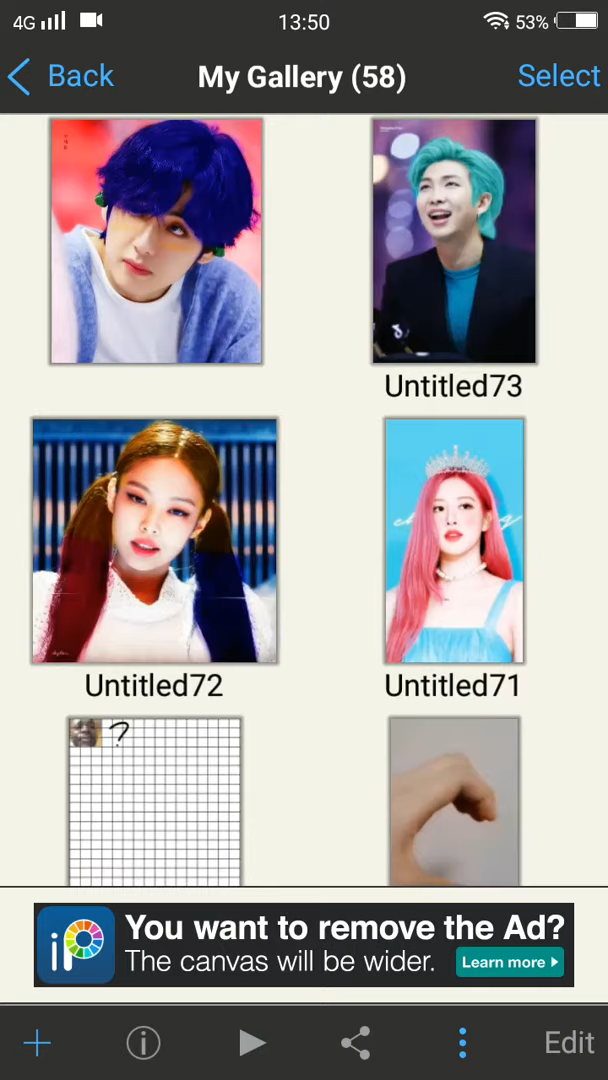 4G 13:50 53%
Back My Gallery (58) Select
Untitled73
Untitled72 Untitled71
?
You want to remove the Ad?
The canvas will be wider. Learn more
Edit